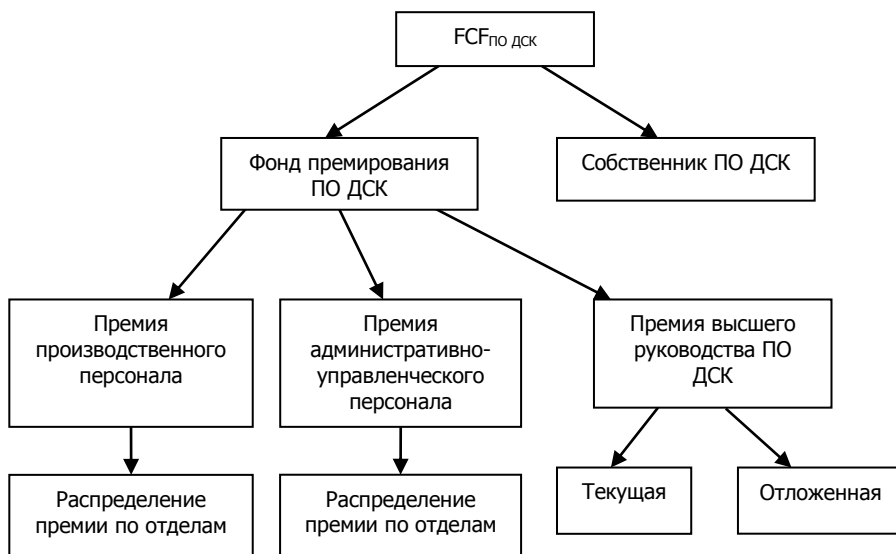 FCFПО ДСК
Фонд премирования
ПО ДСК
Собственник ПО ДСК
Премия
производственного
персонала
Премия
административно-
управленческого
персонала
Премия высшего
руководства ПО
ДСК
Распределение
премии по отделам
Распределение
премии по отделам
Текущая
Отложенная